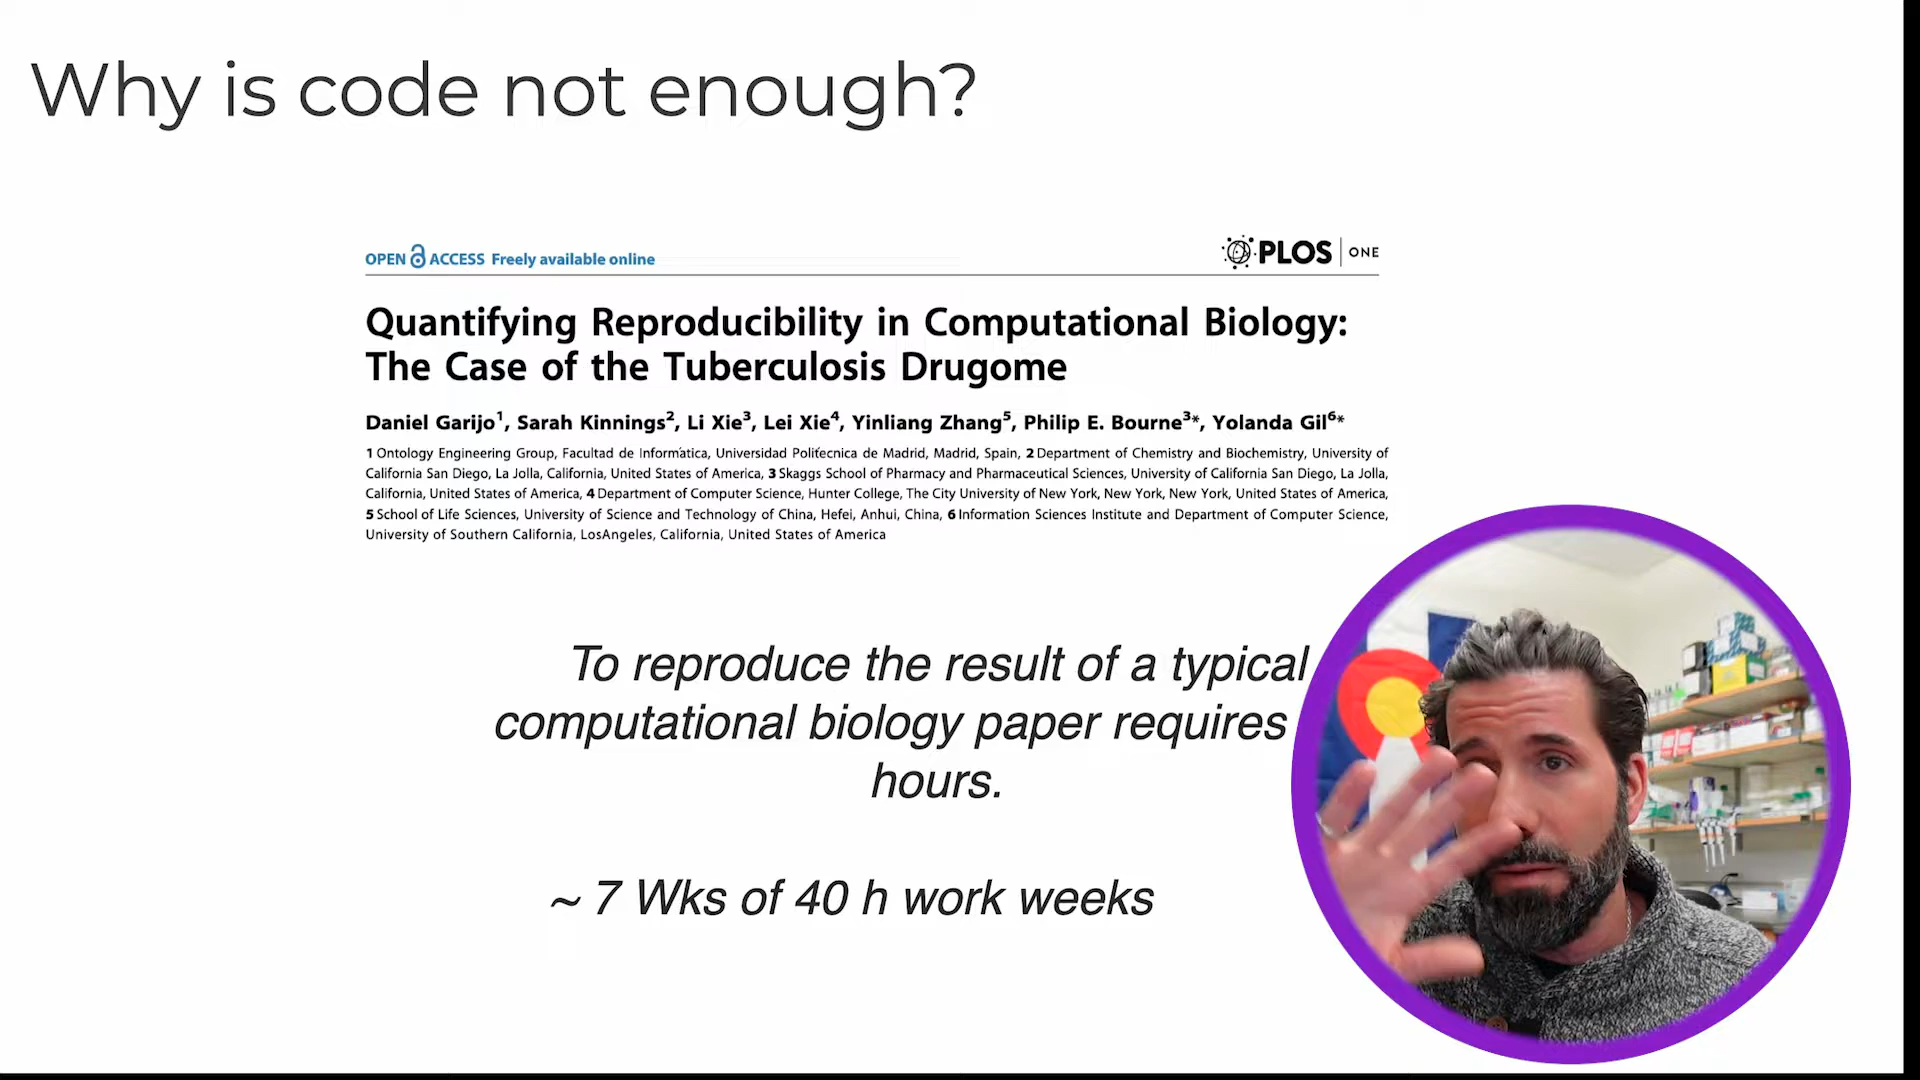 Why is code not enough?
OPEN ACCESS Freely available online
PLOS ONE
Quantifying Reproducibility in Computational Biology:
The Case of the Tuberculosis Drugome
Daniel Garijo1, Sarah Kinnings2, Li Xie3, Lei Xie4, Yinliang Zhang5, Philip E. Bourne3*, Yolanda Gil6*
1 Ontology Engineering Group, Facultad de Informática, Universidad Politécnica de Madrid, Madrid, Spain, 2 Department of Chemistry and Biochemistry, University of
California San Diego, La Jolla, California, United States of America, 3 Skaggs School of Pharmacy and Pharmaceutical Sciences, University of California San Diego, La Jolla,
California, United States of America, 4 Department of Computer Science, Hunter College, The City University of New York, New York, New York, United States of America,
5 School of Life Sciences, University of Science and Technology of China, Hefei, Anhui, China, 6 Information Sciences Institute and Department of Computer Science,
University of Southern California, LosAngeles, California, United States of America
To reproduce the result of a typical
computational biology paper requires
hours.
~ 7 Wks of 40 h work weeks